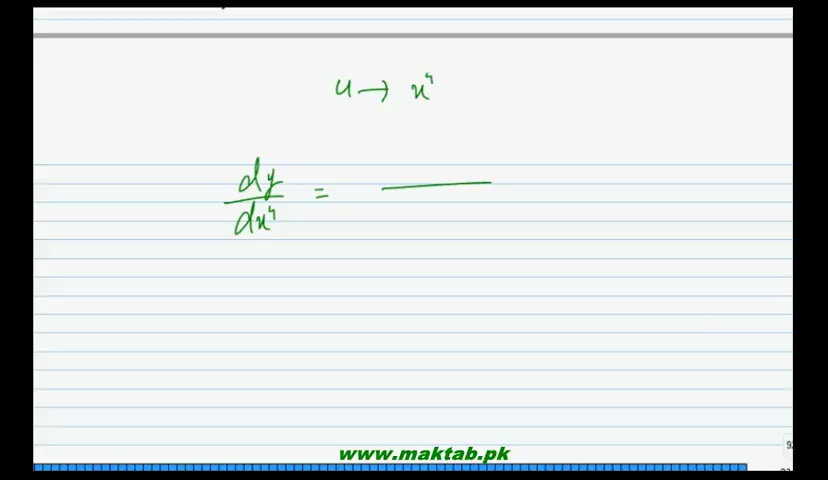 u → x⁴
dy/dx⁴ =
www.maktab.pk